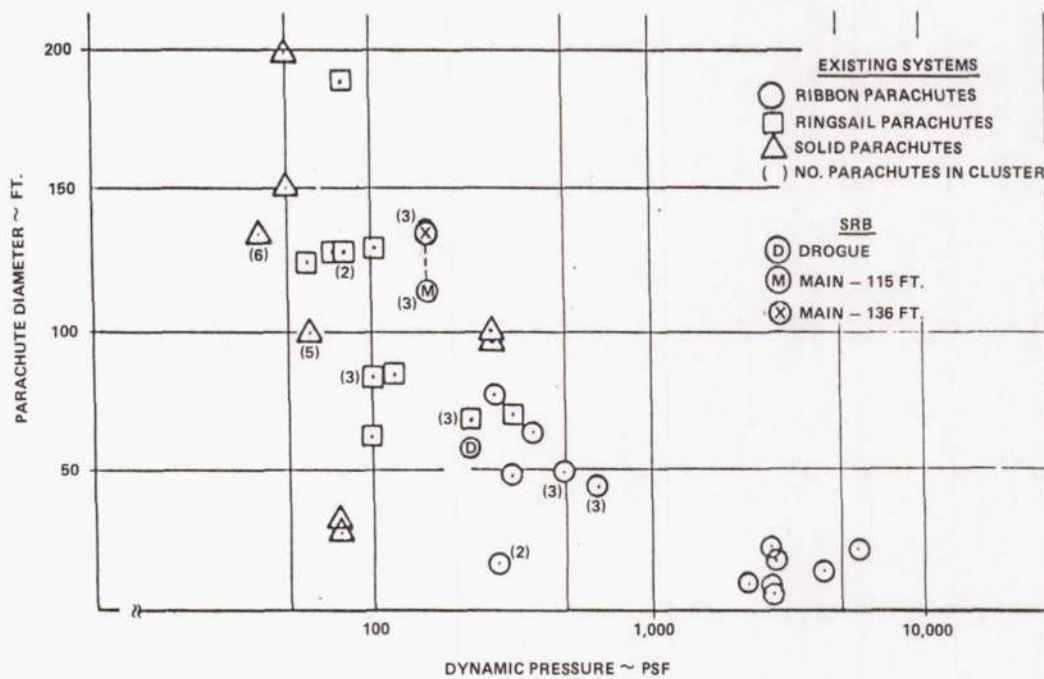 200
150
100
50
PARACHUTE DIAMETER ~ FT.
EXISTING SYSTEMS
RIBBON PARACHUTES
RINGSAIL PARACHUTES
SOLID PARACHUTES
( ) NO. PARACHUTES IN CLUSTER
SRB
D DROGUE
M MAIN – 115 FT.
X MAIN – 136 FT.
(3)
X
(6)
(2)
(3)
M
(5)
(3)
(3)
D
(3)
(3)
(2)
100
1,000
10,000
DYNAMIC PRESSURE ~ PSF